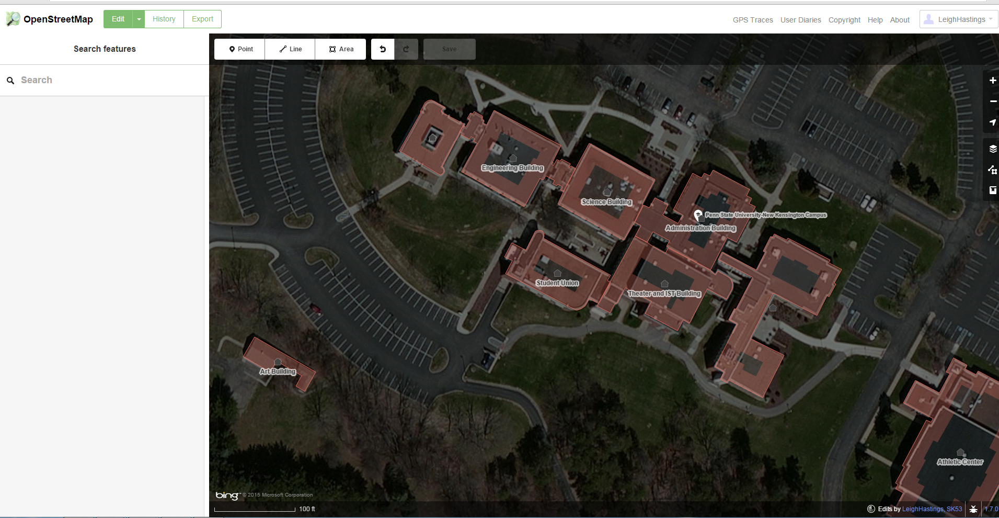 OpenStreetMap
Edit
History
Export
GPS Traces
User Diaries
Copyright
Help
About
LeighHastings
Search features
Search
Point
Line
Area
Save
Engineering Building
Science Building
Penn State University-New Kensington Campus
Administration Building
Student Union
Theater and IST Building
Art Building
Athletic Center
bing™ © 2015 Microsoft Corporation
100 ft
Edits by LeighHastings, SK53
1.7.0